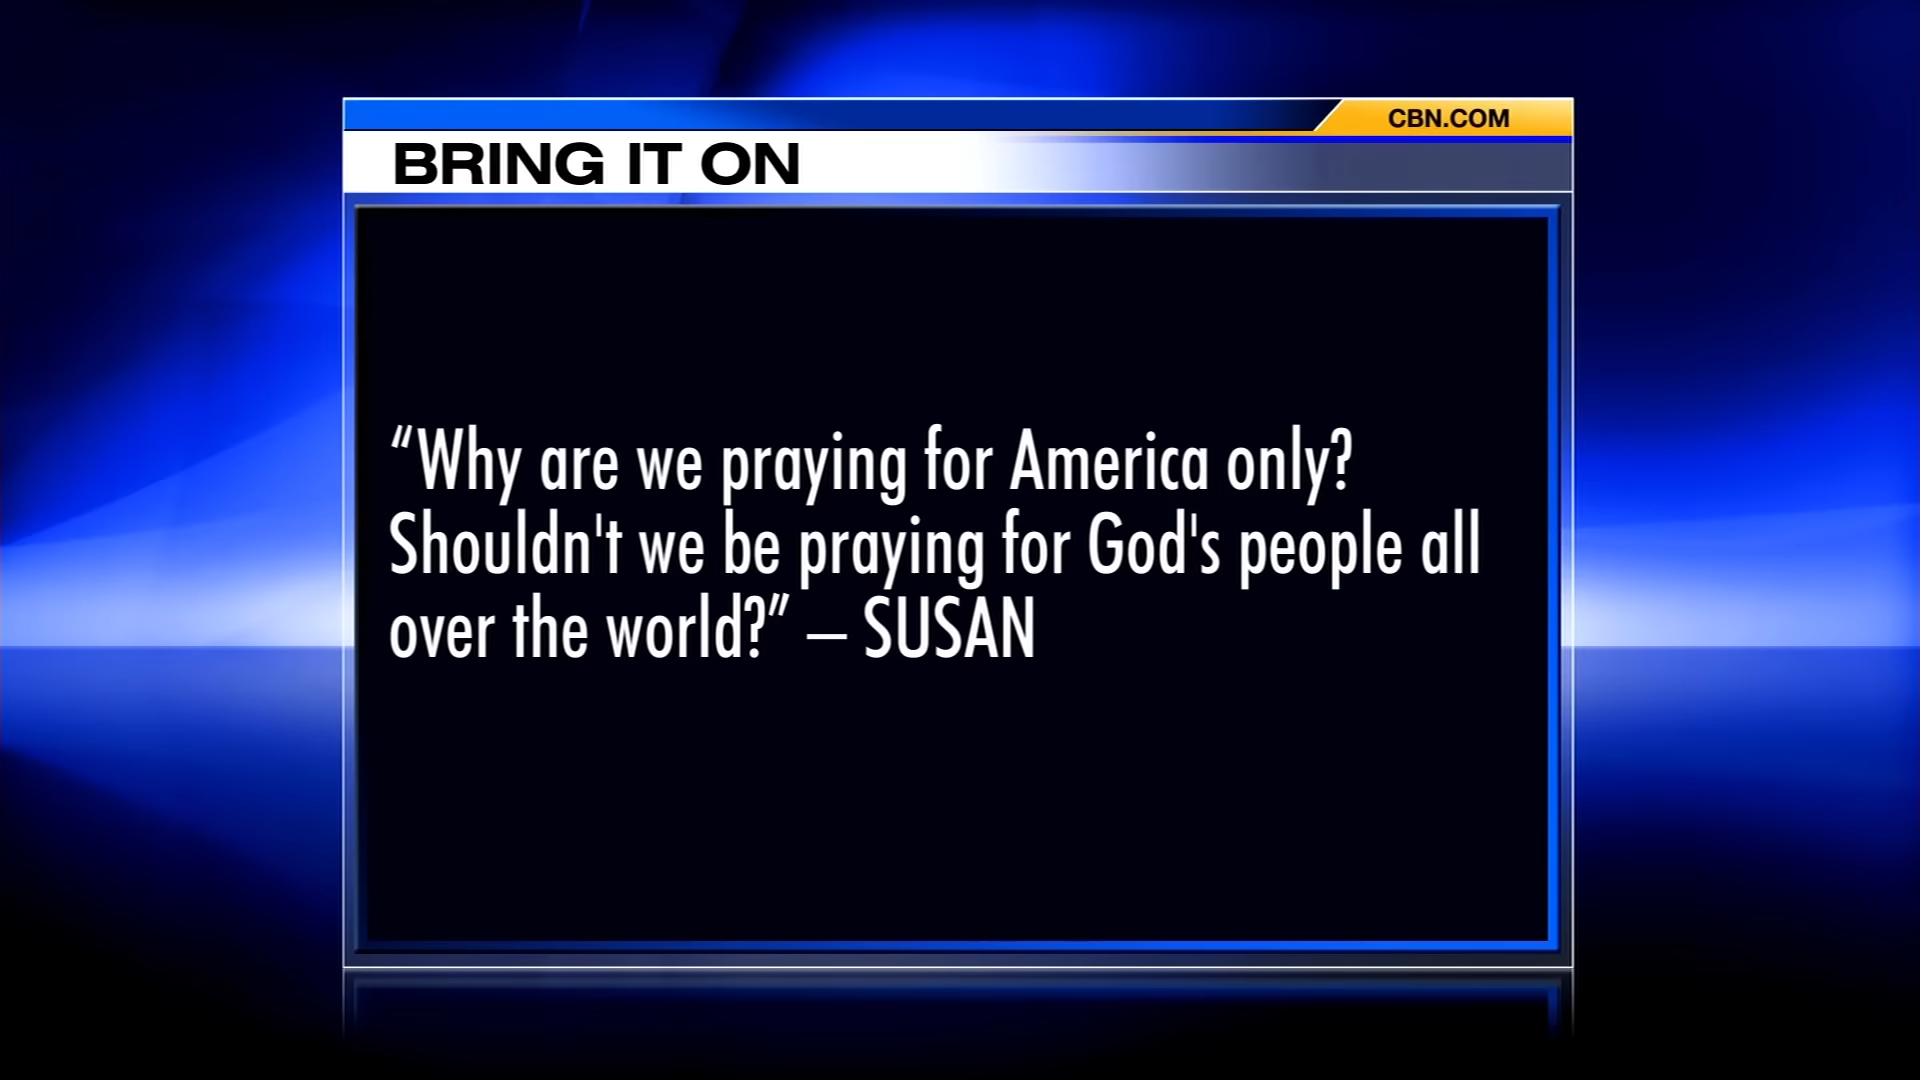 CBN.COM
BRING IT ON
“Why are we praying for America only?
Shouldn't we be praying for God's people all
over the world?” – SUSAN